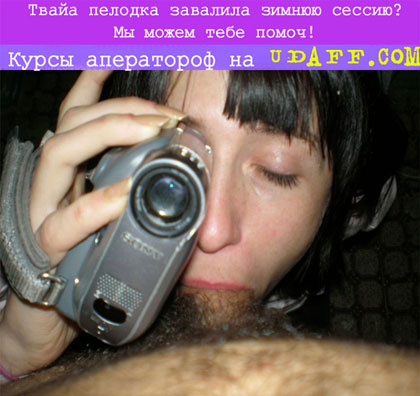 Твайа пелодка завалила зимнюю сессию?
Мы можем тебе помоч!
Курсы аператороф на UDAFF.COM
SONY